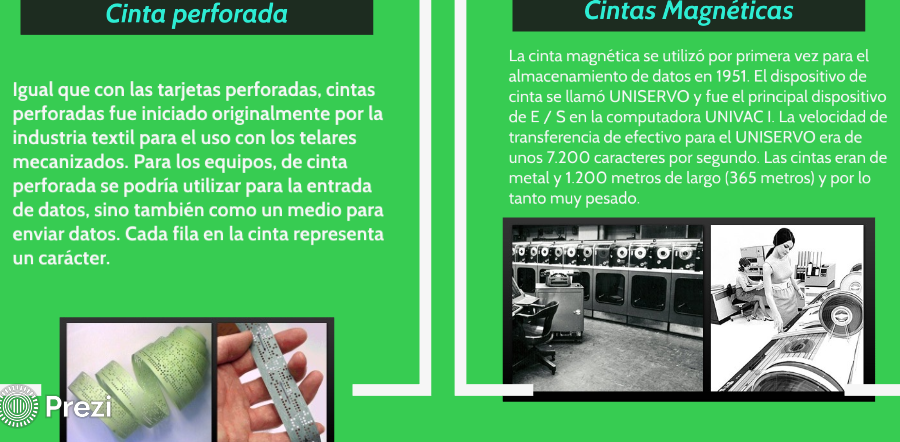 Cinta perforada
Igual que con las tarjetas perforadas, cintas
perforadas fue iniciado originalmente por la
industria textil para el uso con los telares
mecanizados. Para los equipos, de cinta
perforada se podría utilizar para la entrada
de datos, sino también como un medio para
enviar datos. Cada fila en la cinta representa
un carácter.
Cintas Magnéticas
La cinta magnética se utilizó por primera vez para el
almacenamiento de datos en 1951. El dispositivo de
cinta se llamó UNISERVO y fue el principal dispositivo
de E / S en la computadora UNIVAC I. La velocidad de
transferencia de efectivo para el UNISERVO era de
unos 7.200 caracteres por segundo. Las cintas eran de
metal y 1.200 metros de largo (365 metros) y por lo
tanto muy pesado.
Prezi